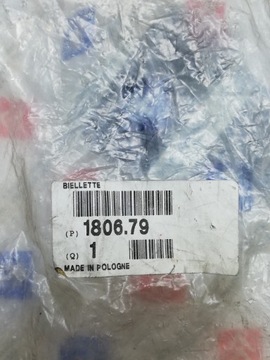 BIELLETTE
(P) 1806.79
(Q) 1
MADE IN POLOGNE